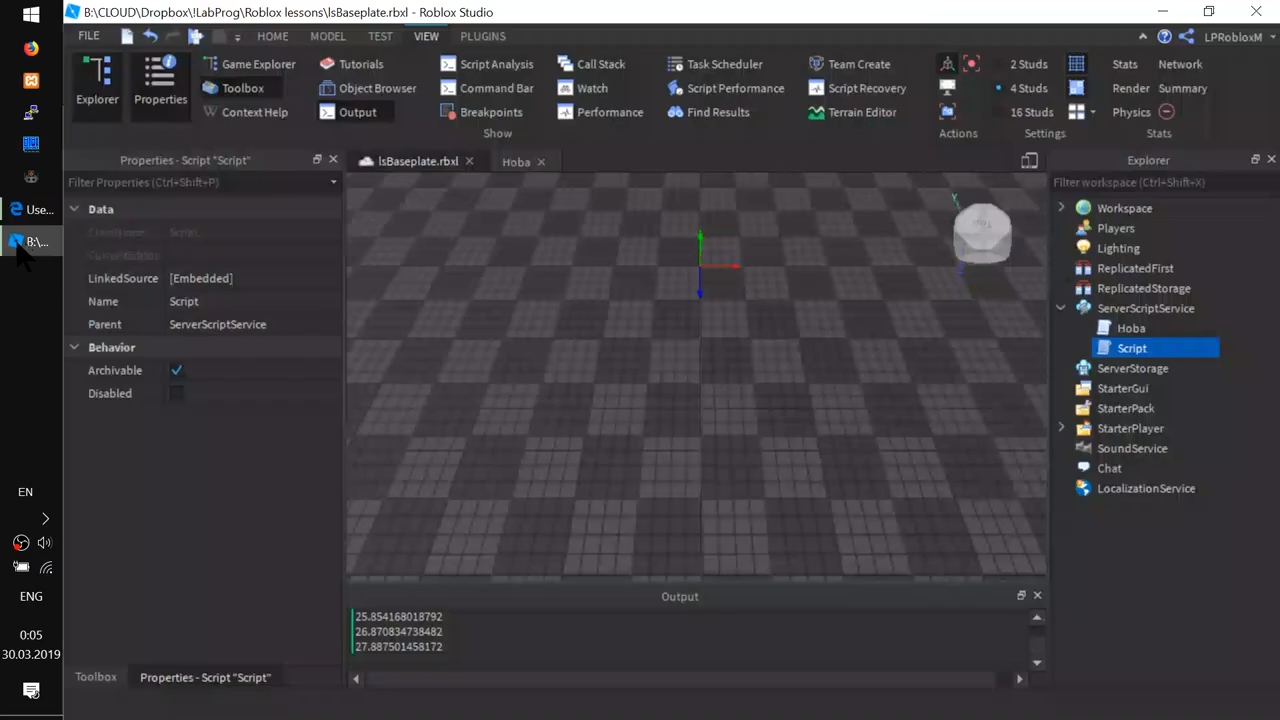 B:\CLOUD\Dropbox\!LabProg\Roblox lessons\lsBaseplate.rbxl - Roblox Studio
FILE HOME MODEL TEST VIEW PLUGINS LPRobloxM
Explorer
Properties
Game Explorer
Toolbox
Context Help
Tutorials
Object Browser
Output
Script Analysis
Command Bar
Breakpoints
Call Stack
Watch
Performance
Task Scheduler
Script Performance
Find Results
Team Create
Script Recovery
Terrain Editor
Show
Actions
2 Studs
4 Studs
16 Studs
Settings
Stats Network
Render Summary
Physics
Stats
Properties - Script "Script"
Filter Properties (Ctrl+Shift+P)
Data
LinkedSource [Embedded]
Name Script
Parent ServerScriptService
Behavior
Archivable
Disabled
Toolbox Properties - Script "Script"
lsBaseplate.rbxl Hoba
Y
Output
25.854168018792
26.870834738482
27.887501458172
Explorer
Filter workspace (Ctrl+Shift+X)
Workspace
Players
Lighting
ReplicatedFirst
ReplicatedStorage
ServerScriptService
Hoba
Script
ServerStorage
StarterGui
StarterPack
StarterPlayer
SoundService
Chat
LocalizationService
Use...
B:\...
EN
ENG
0:05
30.03.2019